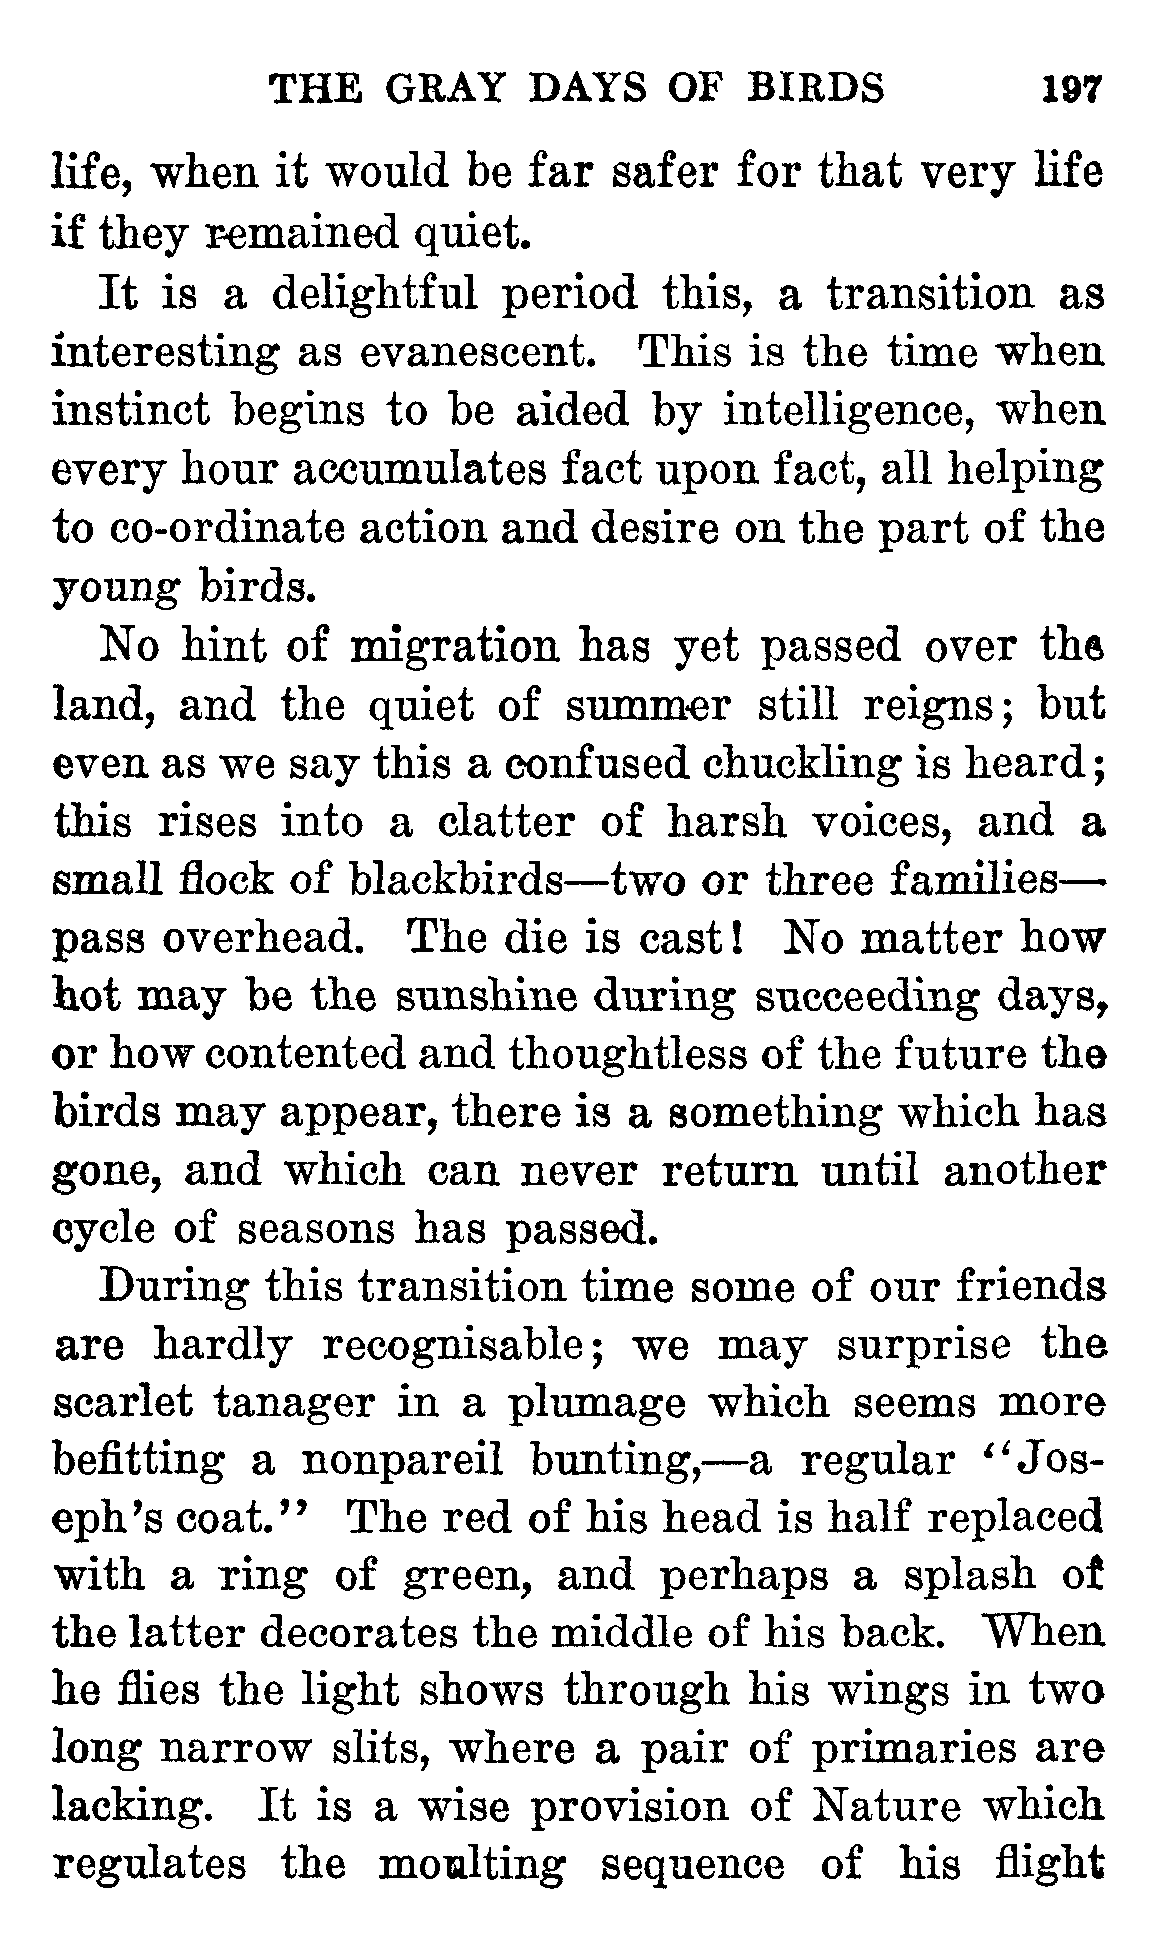 THE GRAY DAYS OF BIRDS 197
life, when it would be far safer for that very life
if they remained quiet.
It is a delightful period this, a transition as
interesting as evanescent. This is the time when
instinct begins to be aided by intelligence, when
every hour accumulates fact upon fact, all helping
to co-ordinate action and desire on the part of the
young birds.
No hint of migration has yet passed over the
land, and the quiet of summer still reigns; but
even as we say this a confused chuckling is heard;
this rises into a clatter of harsh voices, and a
small flock of blackbirds—two or three families—
pass overhead. The die is cast! No matter how
hot may be the sunshine during succeeding days,
or how contented and thoughtless of the future the
birds may appear, there is a something which has
gone, and which can never return until another
cycle of seasons has passed.
During this transition time some of our friends
are hardly recognisable; we may surprise the
scarlet tanager in a plumage which seems more
befitting a nonpareil bunting,—a regular "Jos-
eph's coat." The red of his head is half replaced
with a ring of green, and perhaps a splash of
the latter decorates the middle of his back. When
he flies the light shows through his wings in two
long narrow slits, where a pair of primaries are
lacking. It is a wise provision of Nature which
regulates the moulting sequence of his flight